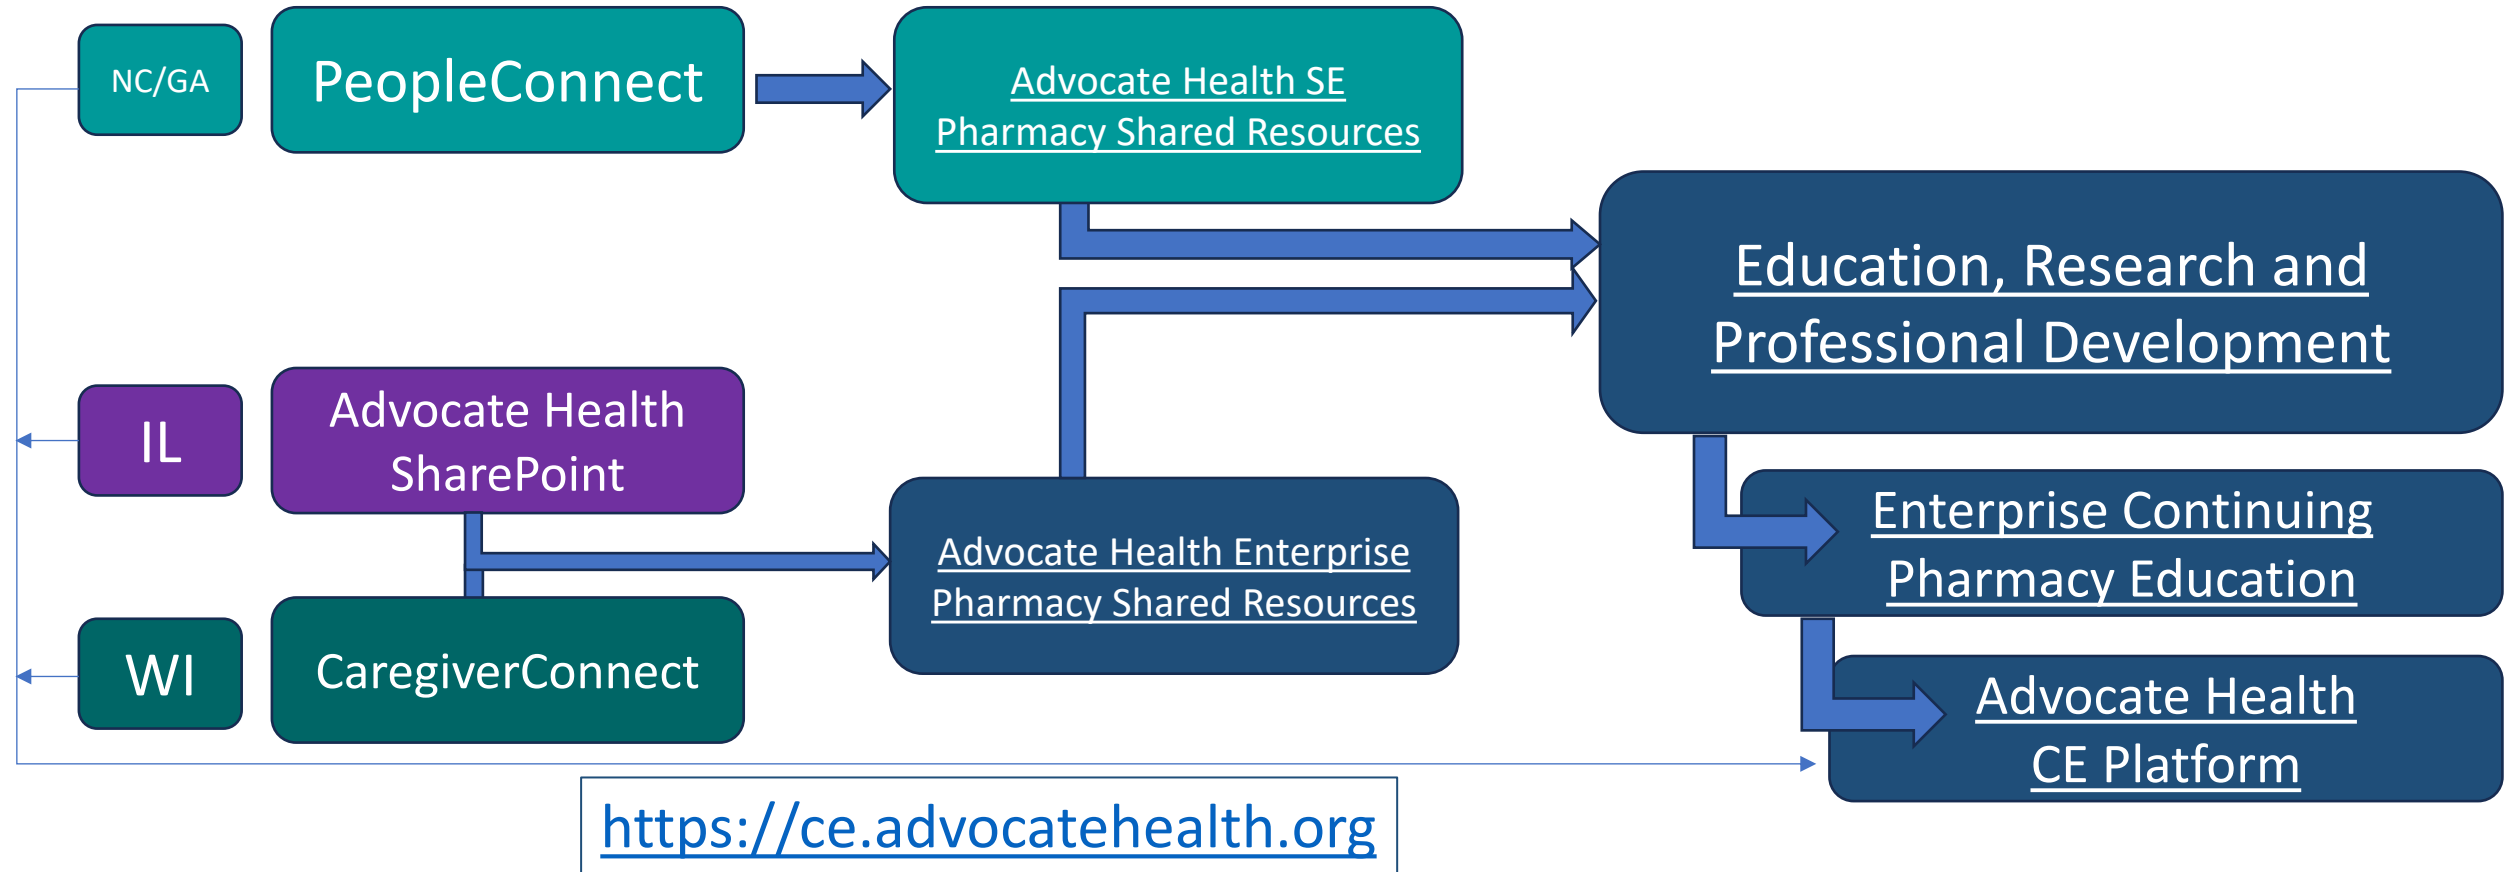 NC/GA
PeopleConnect
Advocate Health SE
Pharmacy Shared Resources
Education, Research and
Professional Development
IL
Advocate Health
SharePoint
Advocate Health Enterprise
Pharmacy Shared Resources
Enterprise Continuing
Pharmacy Education
WI
CaregiverConnect
Advocate Health
CE Platform
https://ce.advocatehealth.org